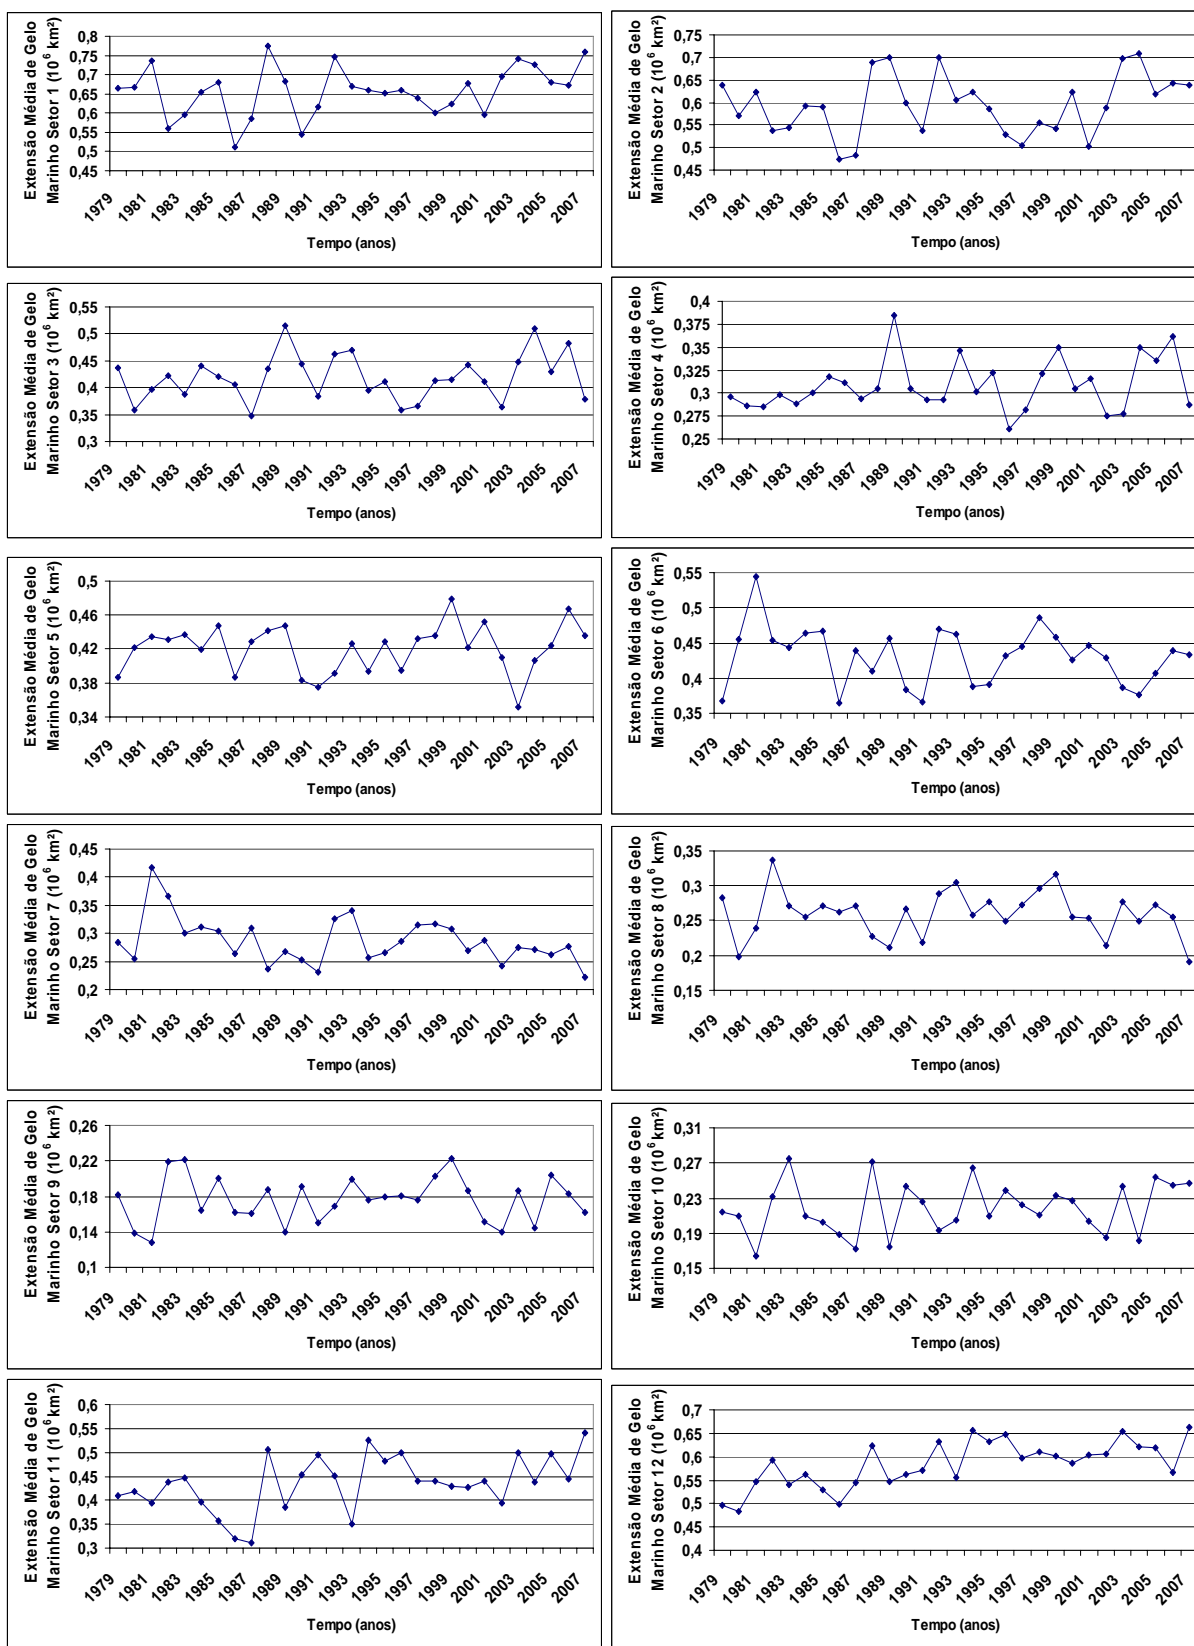 Extensão Média de Gelo
Marinho Setor 1 (10⁶ km²)
0,8
0,75
0,7
0,65
0,6
0,55
0,5
0,45
1979 1981 1983 1985 1987 1989 1991 1993 1995 1997 1999 2001 2003 2005 2007
Tempo (anos)
Extensão Média de Gelo
Marinho Setor 2 (10⁶ km²)
0,75
0,7
0,65
0,6
0,55
0,5
0,45
1979 1981 1983 1985 1987 1989 1991 1993 1995 1997 1999 2001 2003 2005 2007
Tempo (anos)
Extensão Média de Gelo
Marinho Setor 3 (10⁶ km²)
0,55
0,5
0,45
0,4
0,35
0,3
1979 1981 1983 1985 1987 1989 1991 1993 1995 1997 1999 2001 2003 2005 2007
Tempo (anos)
Extensão Média de Gelo
Marinho Setor 4 (10⁶ km²)
0,4
0,375
0,35
0,325
0,3
0,275
0,25
1979 1981 1983 1985 1987 1989 1991 1993 1995 1997 1999 2001 2003 2005 2007
Tempo (anos)
Extensão Média de Gelo
Marinho Setor 5 (10⁶ km²)
0,5
0,46
0,42
0,38
0,34
1979 1981 1983 1985 1987 1989 1991 1993 1995 1997 1999 2001 2003 2005 2007
Tempo (anos)
Extensão Média de Gelo
Marinho Setor 6 (10⁶ km²)
0,55
0,5
0,45
0,4
0,35
1979 1981 1983 1985 1987 1989 1991 1993 1995 1997 1999 2001 2003 2005 2007
Tempo (anos)
Extensão Média de Gelo
Marinho Setor 7 (10⁶ km²)
0,45
0,4
0,35
0,3
0,25
0,2
1979 1981 1983 1985 1987 1989 1991 1993 1995 1997 1999 2001 2003 2005 2007
Tempo (anos)
Extensão Média de Gelo
Marinho Setor 8 (10⁶ km²)
0,35
0,3
0,25
0,2
0,15
1979 1981 1983 1985 1987 1989 1991 1993 1995 1997 1999 2001 2003 2005 2007
Tempo (anos)
Extensão Média de Gelo
Marinho Setor 9 (10⁶ km²)
0,26
0,22
0,18
0,14
0,1
1979 1981 1983 1985 1987 1989 1991 1993 1995 1997 1999 2001 2003 2005 2007
Tempo (anos)
Extensão Média de Gelo
Marinho Setor 10 (10⁶ km²)
0,31
0,27
0,23
0,19
0,15
1979 1981 1983 1985 1987 1989 1991 1993 1995 1997 1999 2001 2003 2005 2007
Tempo (anos)
Extensão Média de Gelo
Marinho Setor 11 (10⁶ km²)
0,6
0,55
0,5
0,45
0,4
0,35
0,3
1979 1981 1983 1985 1987 1989 1991 1993 1995 1997 1999 2001 2003 2005 2007
Tempo (anos)
Extensão Média de Gelo
Marinho Setor 12 (10⁶ km²)
0,7
0,65
0,6
0,55
0,5
0,45
0,4
1979 1981 1983 1985 1987 1989 1991 1993 1995 1997 1999 2001 2003 2005 2007
Tempo (anos)